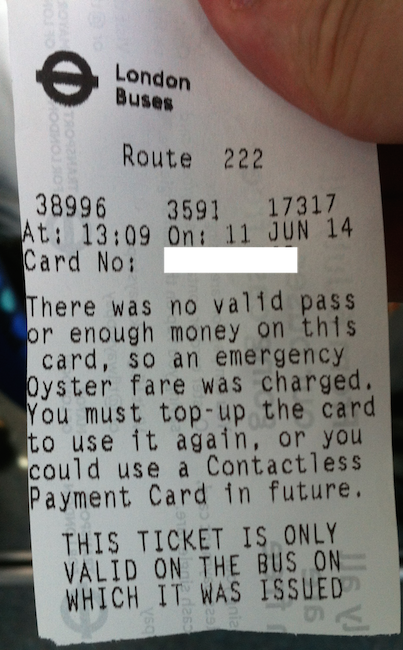 London
Buses
Route 222
38996 3591 17317
At: 13:09 On: 11 JUN 14
Card No:
There was no valid pass
or enough money on this
card, so an emergency
Oyster fare was charged.
You must top-up the card
to use it again, or you
could use a Contactless
Payment Card in future.
THIS TICKET IS ONLY
VALID ON THE BUS ON
WHICH IT WAS ISSUED